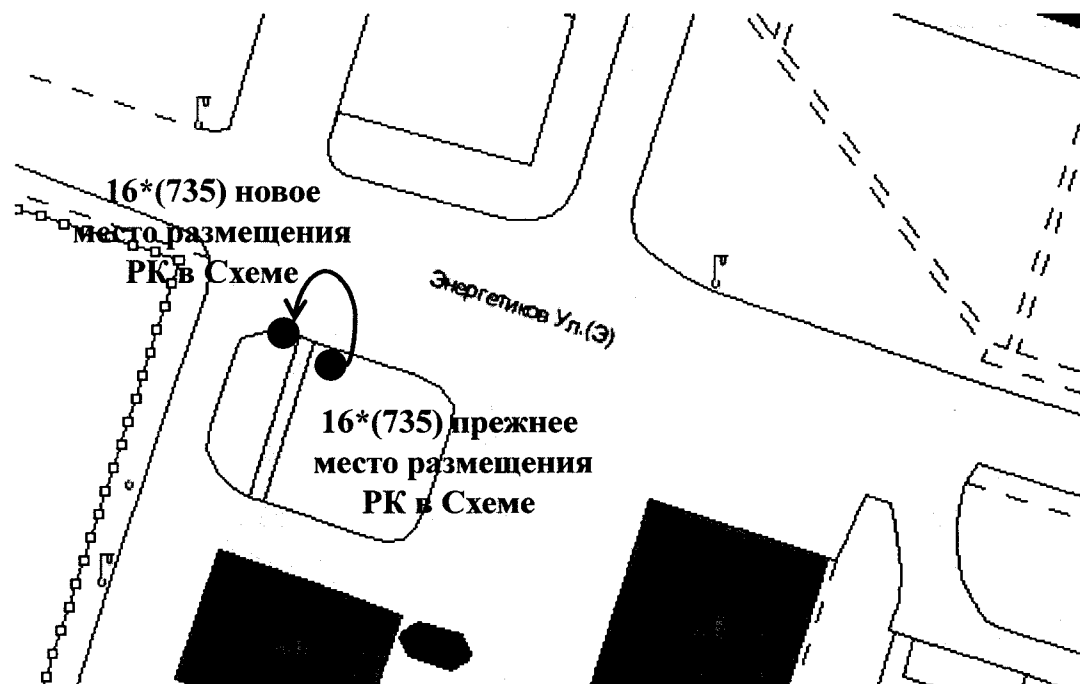 16*(735) новое
место размещения
РК в Схеме
Энергетиков Ул.(Э)
16*(735) прежнее
место размещения
РК в Схеме